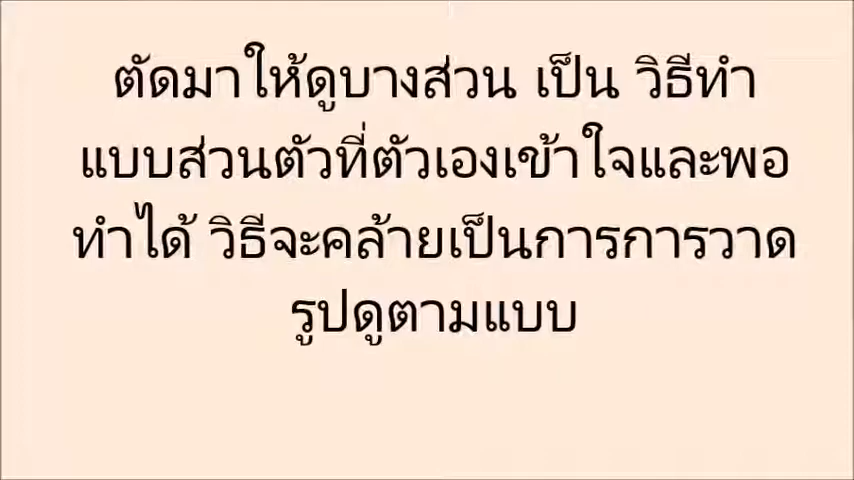 ตัดมาให้ดูบางส่วน เป็น วิธีทำ
แบบส่วนตัวที่ตัวเองเข้าใจและพอ
ทำได้ วิธีจะคล้ายเป็นการการวาด
รูปดูตามแบบ